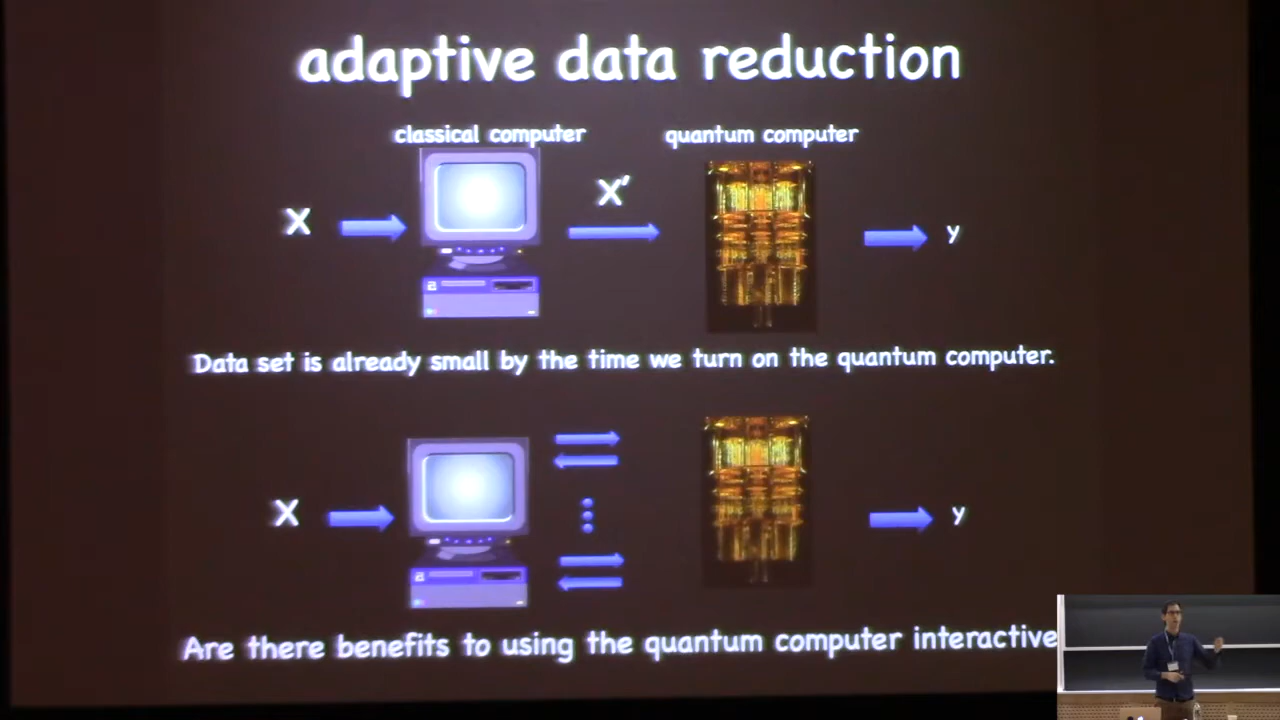 adaptive data reduction
classical computer
quantum computer
X
X'
y
Data set is already small by the time we turn on the quantum computer.
X
y
Are there benefits to using the quantum computer interactive